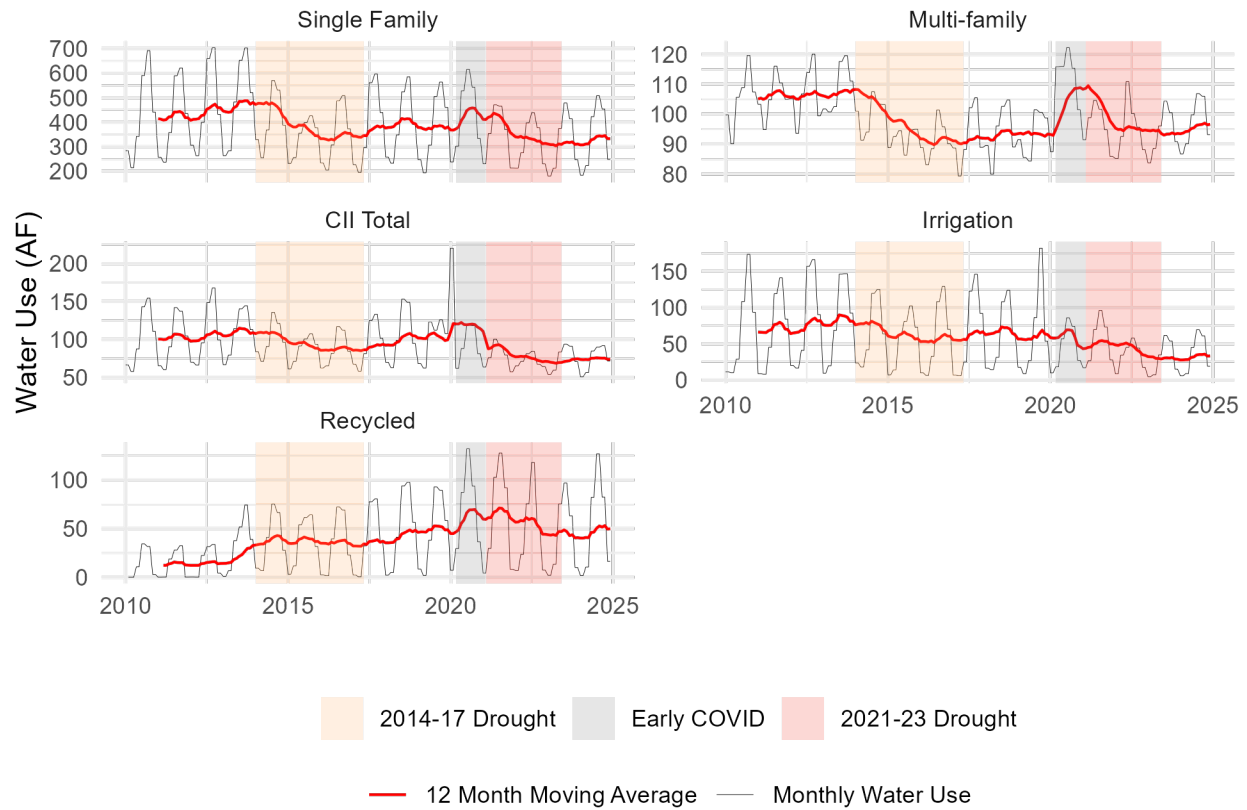 Single Family
Multi-family
700
600
500
400
300
200
120
110
100
90
80
CII Total
Irrigation
200
150
100
50
150
100
50
0
2010 2015 2020 2025
Recycled
100
50
0
2010 2015 2020 2025
Water Use (AF)
2014-17 Drought Early COVID 2021-23 Drought
12 Month Moving Average Monthly Water Use